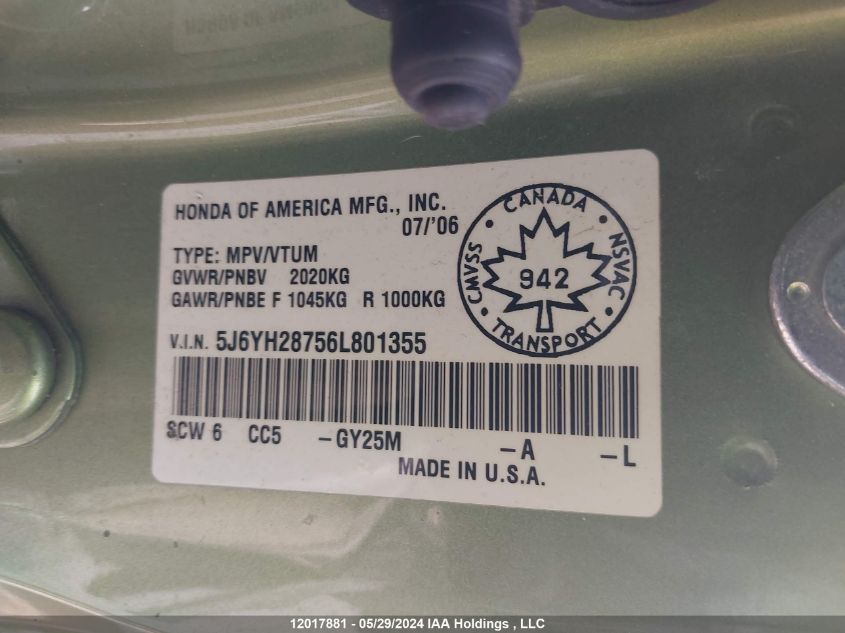 HONDA OF AMERICA MFG., INC.
07/'06
TYPE: MPV/VTUM
GVWR/PNBV 2020KG
GAWR/PNBE F 1045KG R 1000KG
V.I.N. 5J6YH28756L801355
SCW 6 CC5 -GY25M -A -L
MADE IN U.S.A.
CANADA
CMVSS
942
NSVAC
TRANSPORT
12017881 - 05/29/2024 IAA Holdings , LLC